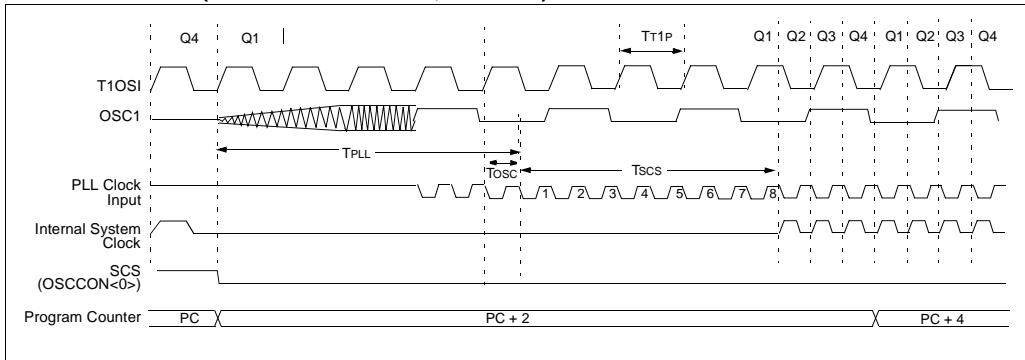 Q4 Q1 Q1 Q2 Q3 Q4 Q1 Q2 Q3 Q4
TT1P
T1OSI
OSC1
TPLL
TOSC
TSCS
PLL Clock
Input
1 2 3 4 5 6 7 8
Internal System
Clock
SCS
(OSCCON<0>)
Program Counter PC PC + 2 PC + 4